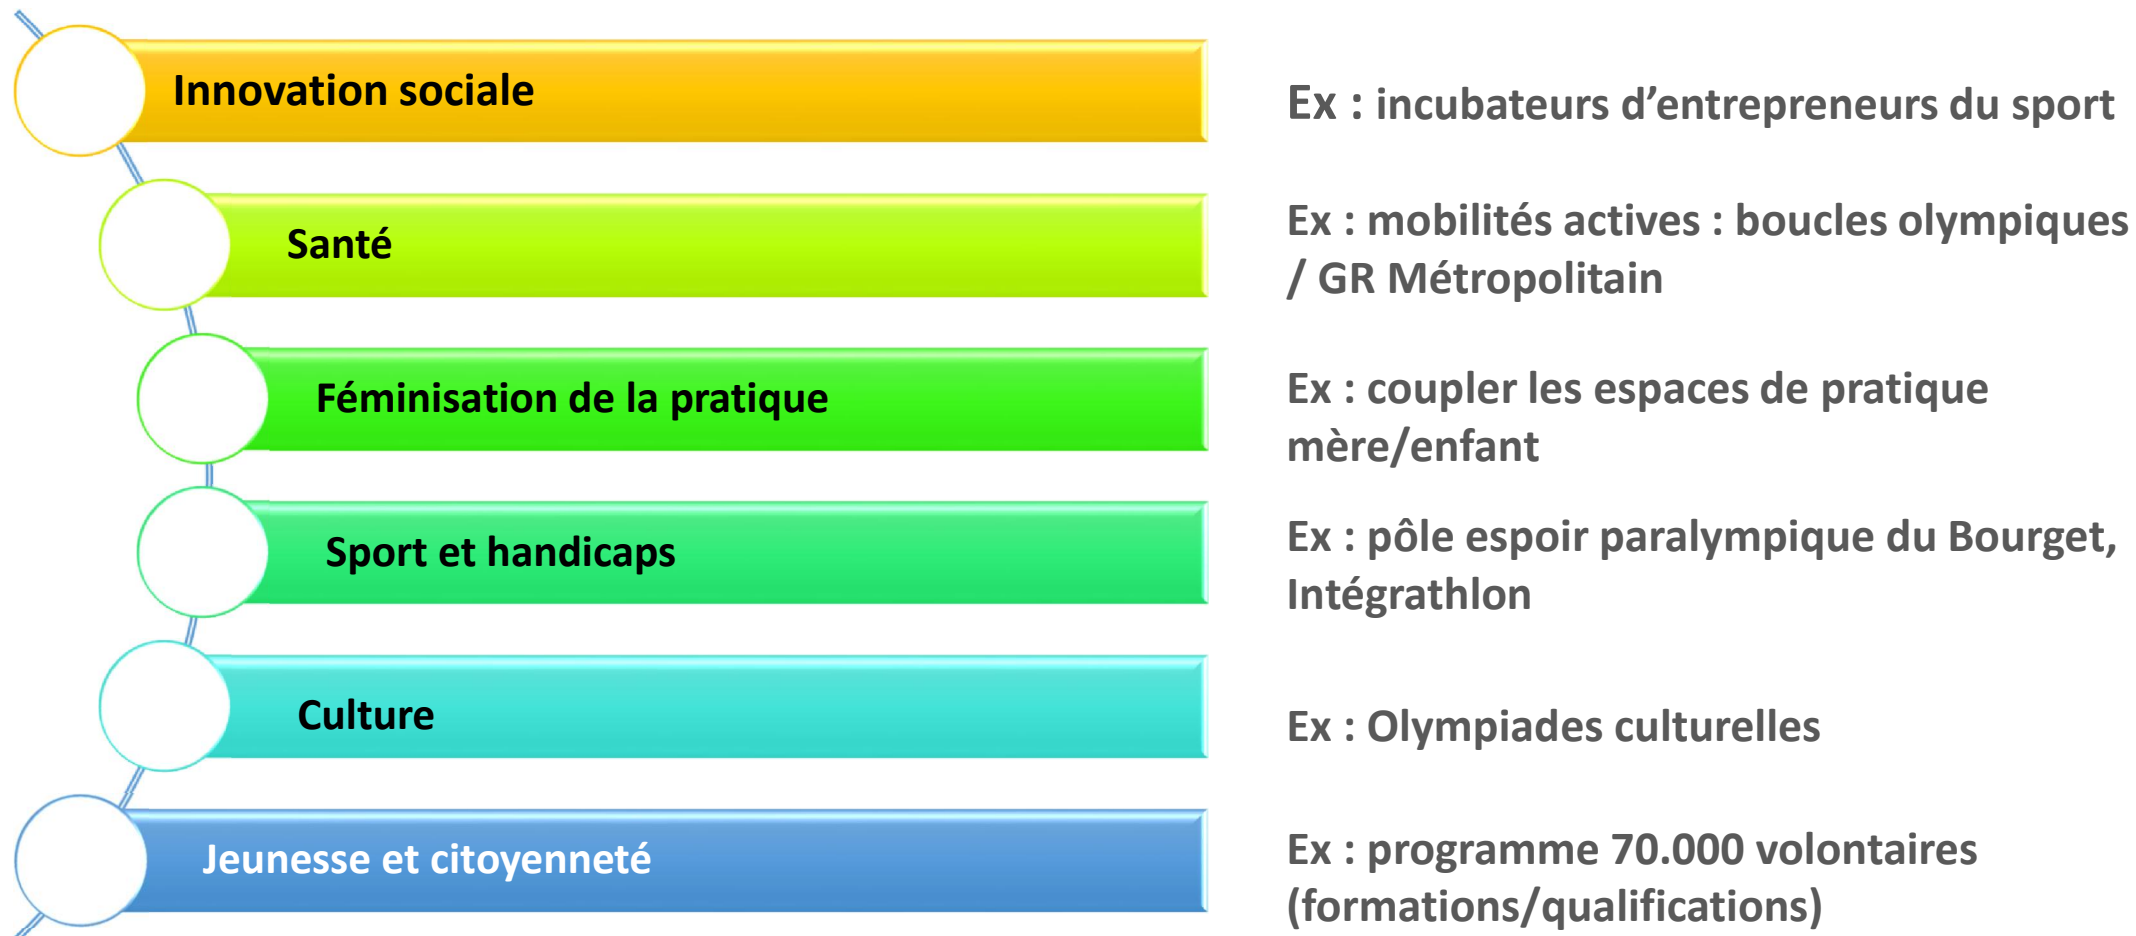 Innovation sociale
Ex : incubateurs d’entrepreneurs du sport
Santé
Ex : mobilités actives : boucles olympiques
/ GR Métropolitain
Féminisation de la pratique
Ex : coupler les espaces de pratique
mère/enfant
Sport et handicaps
Ex : pôle espoir paralympique du Bourget,
Intégrathlon
Culture
Ex : Olympiades culturelles
Jeunesse et citoyenneté
Ex : programme 70.000 volontaires
(formations/qualifications)